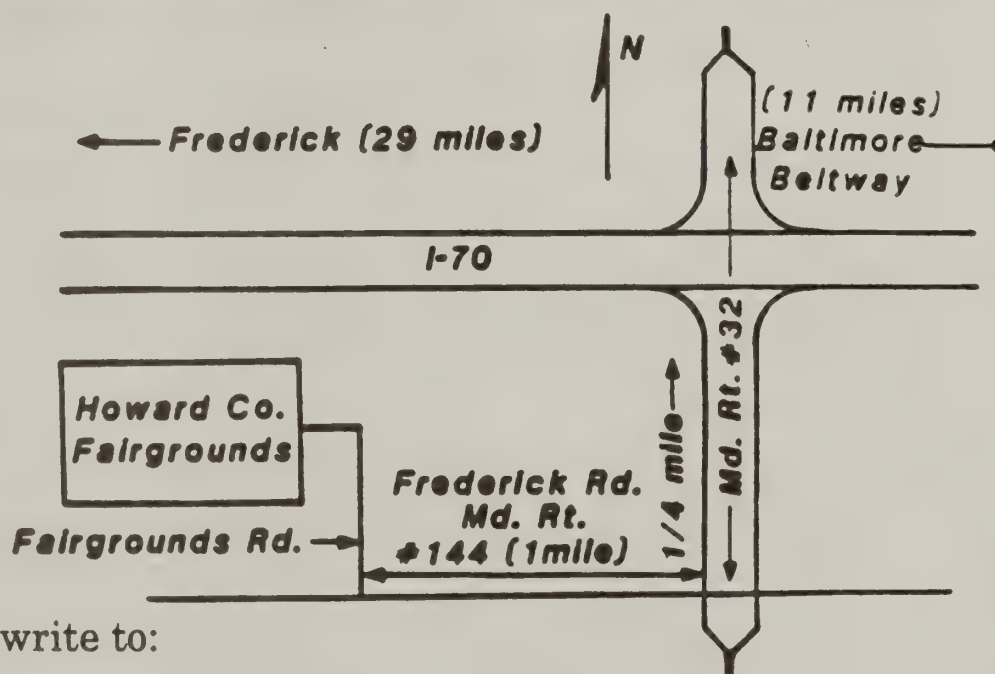 N
(11 miles)
Frederick (29 miles)
Baltimore
Beltway
I-70
Md. Rt. #32
Howard Co.
Fairgrounds
1/4 mile
Frederick Rd.
Md. Rt.
#144 (1mile)
Fairgrounds Rd.
write to: